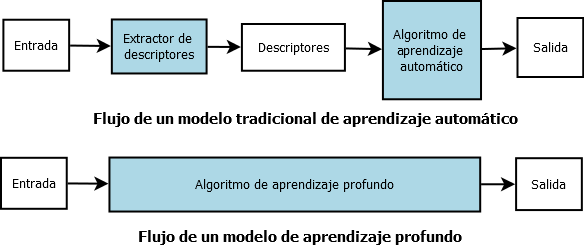 Entrada
Extractor de
descriptores
Descriptores
Algoritmo de
aprendizaje
automático
Salida
Flujo de un modelo tradicional de aprendizaje automático
Entrada
Algoritmo de aprendizaje profundo
Salida
Flujo de un modelo de aprendizaje profundo